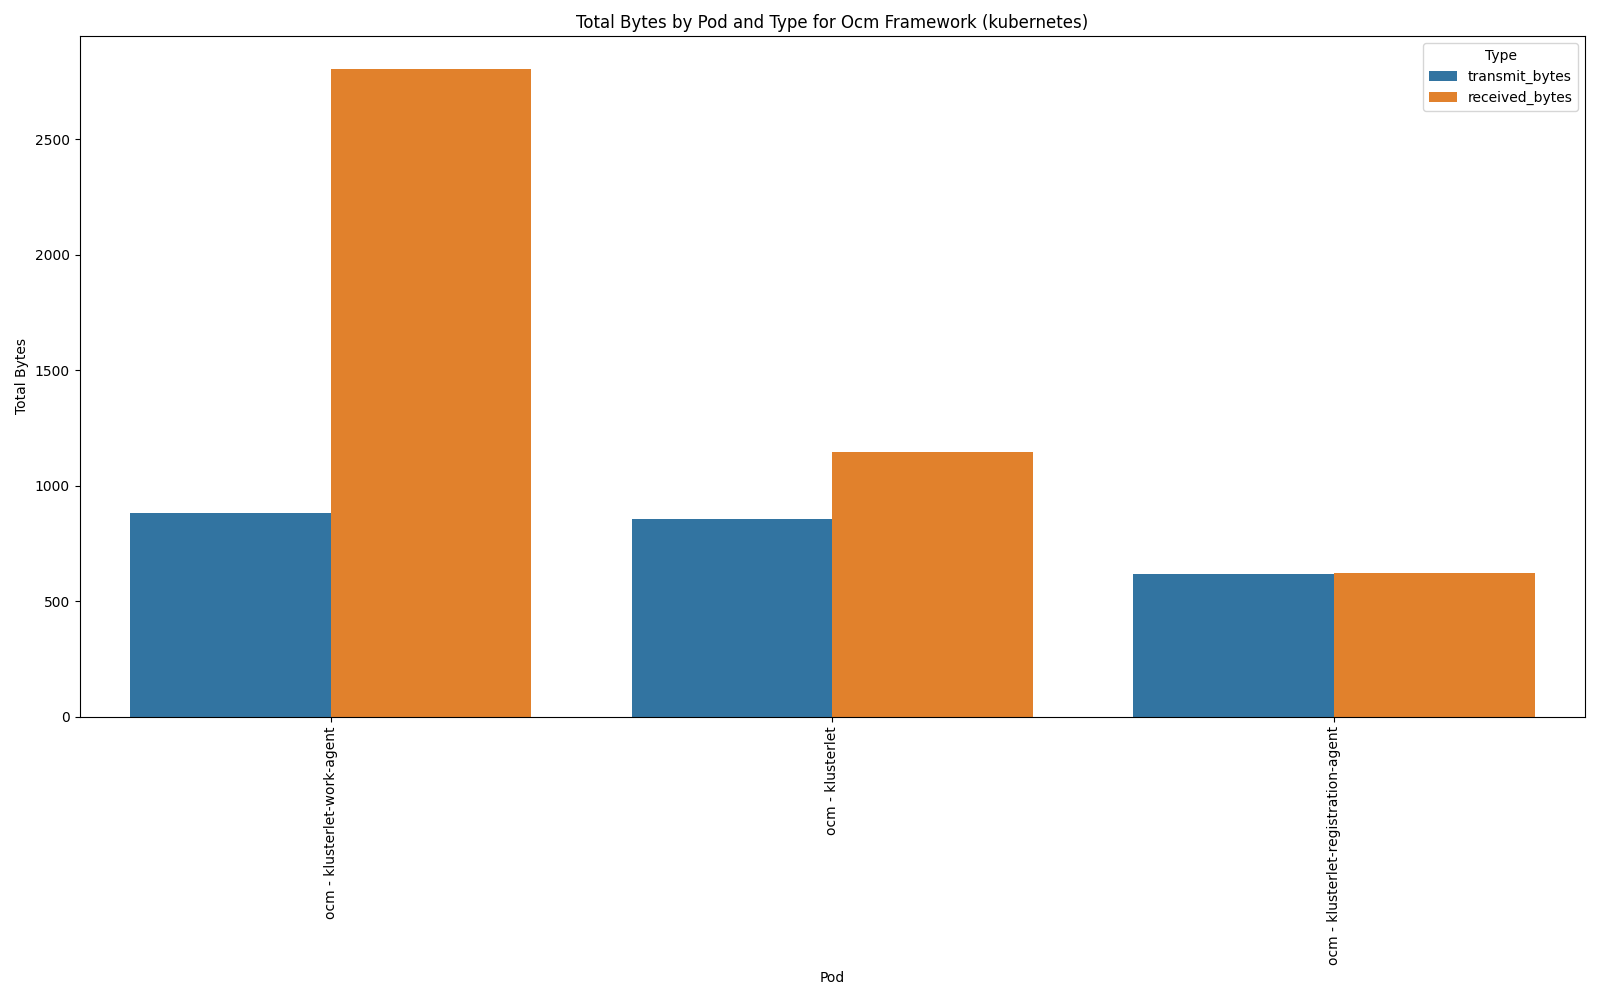 Total Bytes by Pod and Type for Ocm Framework (kubernetes)
Type
transmit_bytes
received_bytes
Total Bytes
2500
2000
1500
1000
500
0
ocm - klusterlet-work-agent
ocm - klusterlet
ocm - klusterlet-registration-agent
Pod